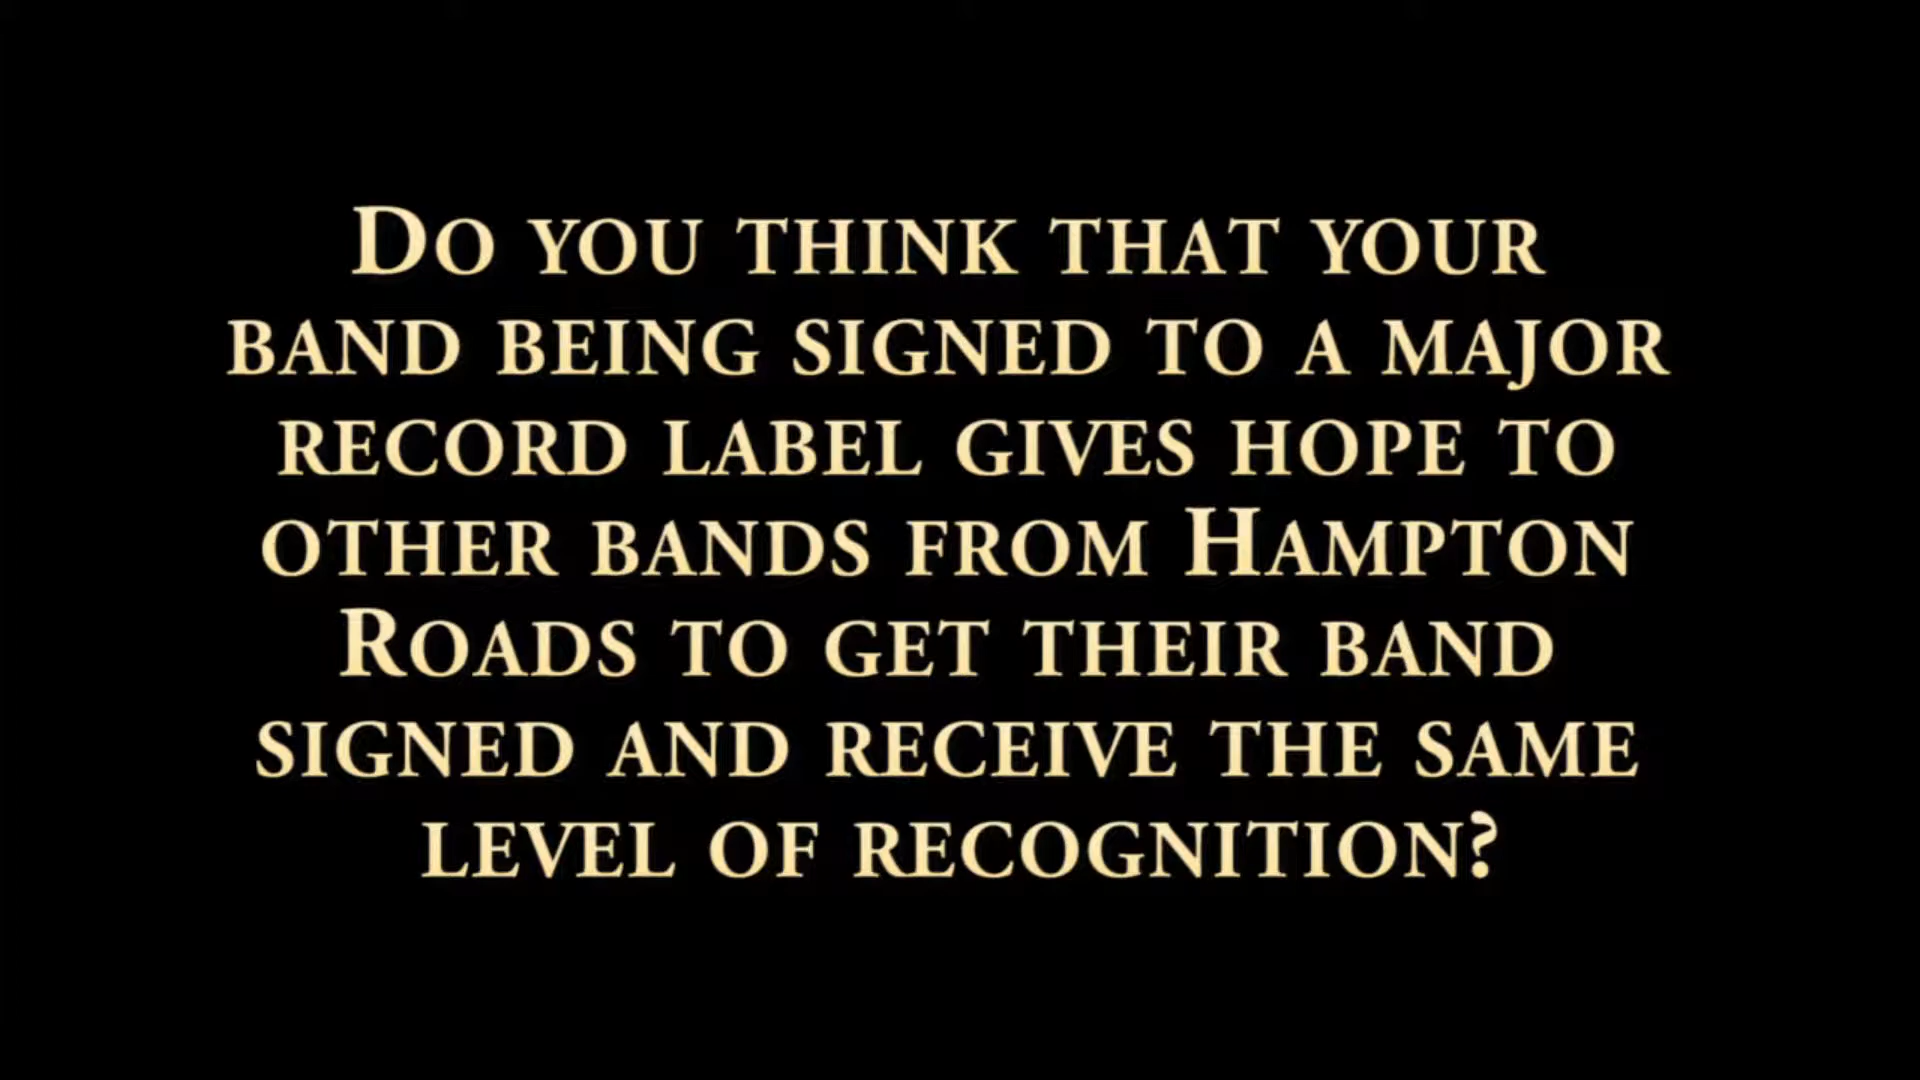 Do you think that your
band being signed to a major
record label gives hope to
other bands from Hampton
Roads to get their band
signed and receive the same
level of recognition?